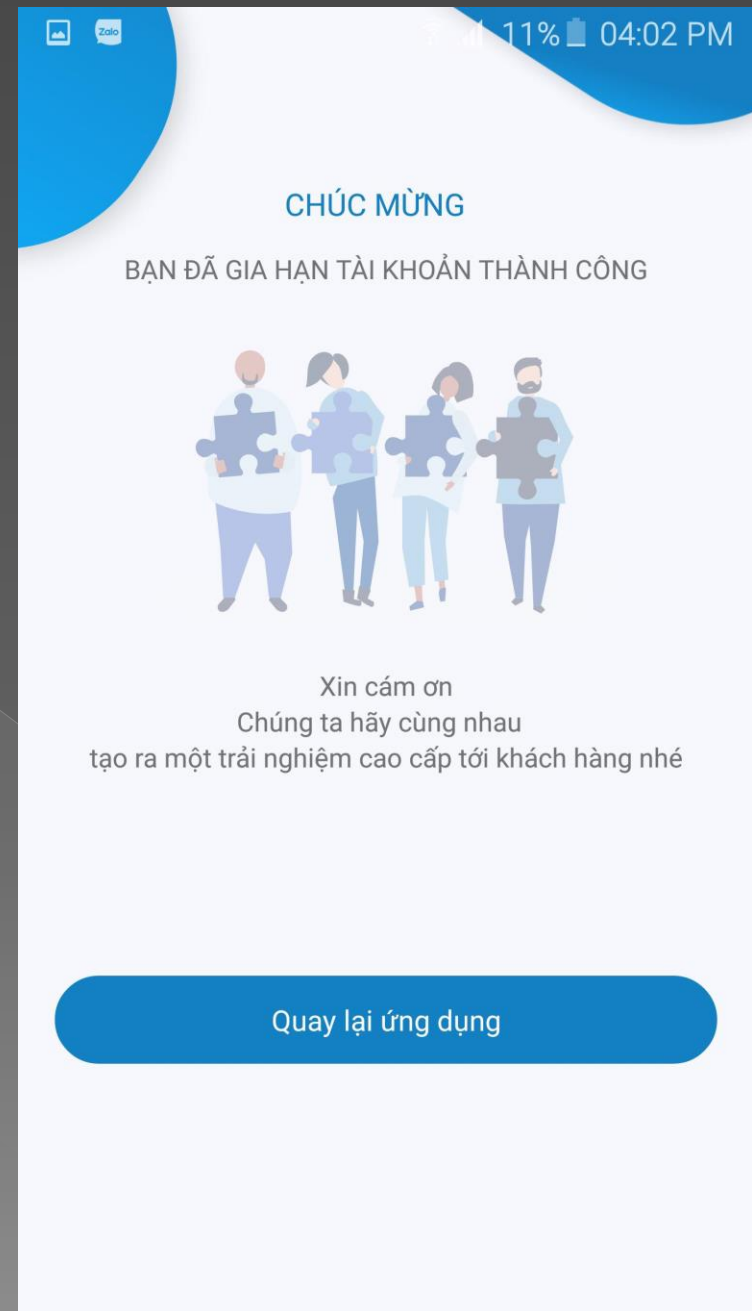 Zalo
11% 04:02 PM
CHÚC MỪNG
BẠN ĐÃ GIA HẠN TÀI KHOẢN THÀNH CÔNG
Xin cám ơn
Chúng ta hãy cùng nhau
tạo ra một trải nghiệm cao cấp tới khách hàng nhé
Quay lại ứng dụng